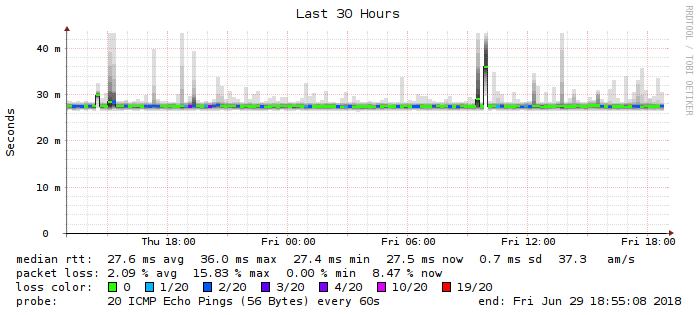 Last 30 Hours
RRDTOOL / TOBI OETIKER
Seconds
40 m
30 m
20 m
10 m
0
Thu 18:00 Fri 00:00 Fri 06:00 Fri 12:00 Fri 18:00
median rtt: 27.6 ms avg 36.0 ms max 27.4 ms min 27.5 ms now 0.7 ms sd 37.3 am/s
packet loss: 2.09 % avg 15.83 % max 0.00 % min 8.47 % now
loss color: 0 1/20 2/20 3/20 4/20 10/20 19/20
probe: 20 ICMP Echo Pings (56 Bytes) every 60s end: Fri Jun 29 18:55:08 2018